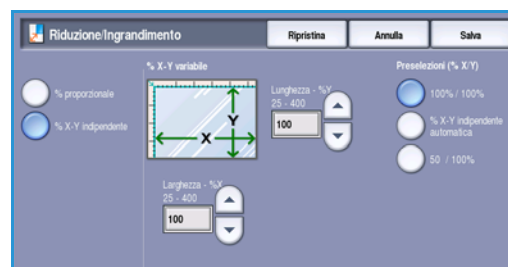 Riduzione/Ingrandimento
Ripristina
Annulla
Salva
% proporzionale
% X-Y indipendente
% X-Y variabile
Y
X
Lunghezza - %Y
25 - 400
100
Larghezza - %X
25 - 400
100
Preselezioni (% X/Y)
100% / 100%
% X-Y indipendente
automatica
50 / 100%